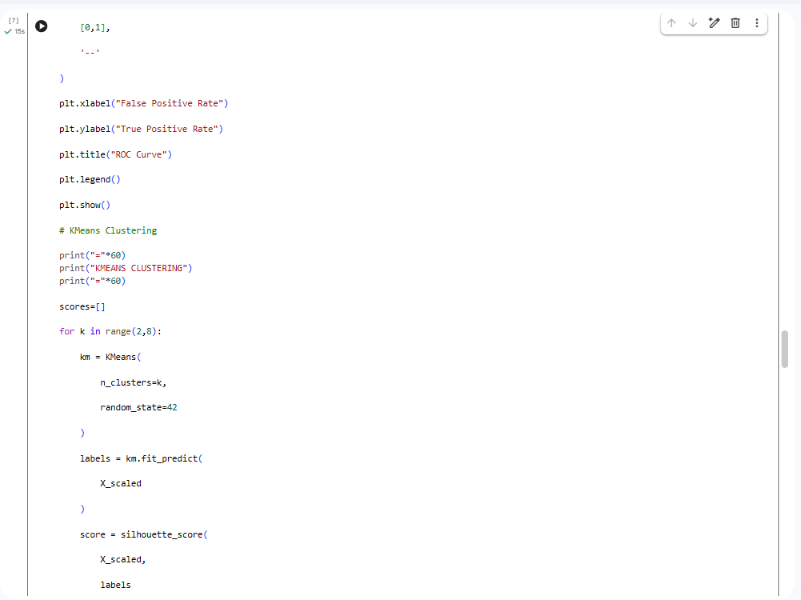 [?]
15s
[0,1],
'--'
)
plt.xlabel("False Positive Rate")
plt.ylabel("True Positive Rate")
plt.title("ROC Curve")
plt.legend()
plt.show()
# KMeans Clustering
print("="*60)
print("KMEANS CLUSTERING")
print("="*60)
scores=[]
for k in range(2,8):
km = KMeans(
n_clusters=k,
random_state=42
)
labels = km.fit_predict(
X_scaled
)
score = silhouette_score(
X_scaled,
labels